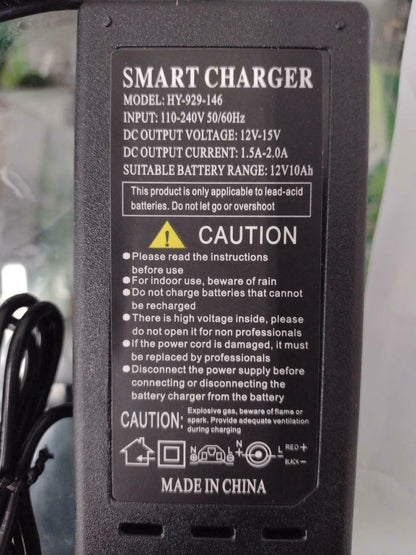 SMART CHARGER
MODEL: HY-929-146
INPUT: 110-240V 50/60Hz
DC OUTPUT VOLTAGE: 12V-15V
DC OUTPUT CURRENT: 1.5A-2.0A
SUITABLE BATTERY RANGE: 12V10Ah
This product is only applicable to lead-acid
batteries. Do not let go or overshoot
! CAUTION
●Please read the instructions
before use
●For indoor use, beware of rain
●Do not charge batteries that cannot
be recharged
●There is high voltage inside, please
do not open it for non professionals
●If the power cord is damaged, it must
be replaced by professionals
●Disconnect the power supply before
connecting or disconnecting the
battery charger from the battery
CAUTION: Explosive gas, beware of flame or
spark. Provide adequate ventilation
during charging
N L N L RED +
BLACK −
MADE IN CHINA